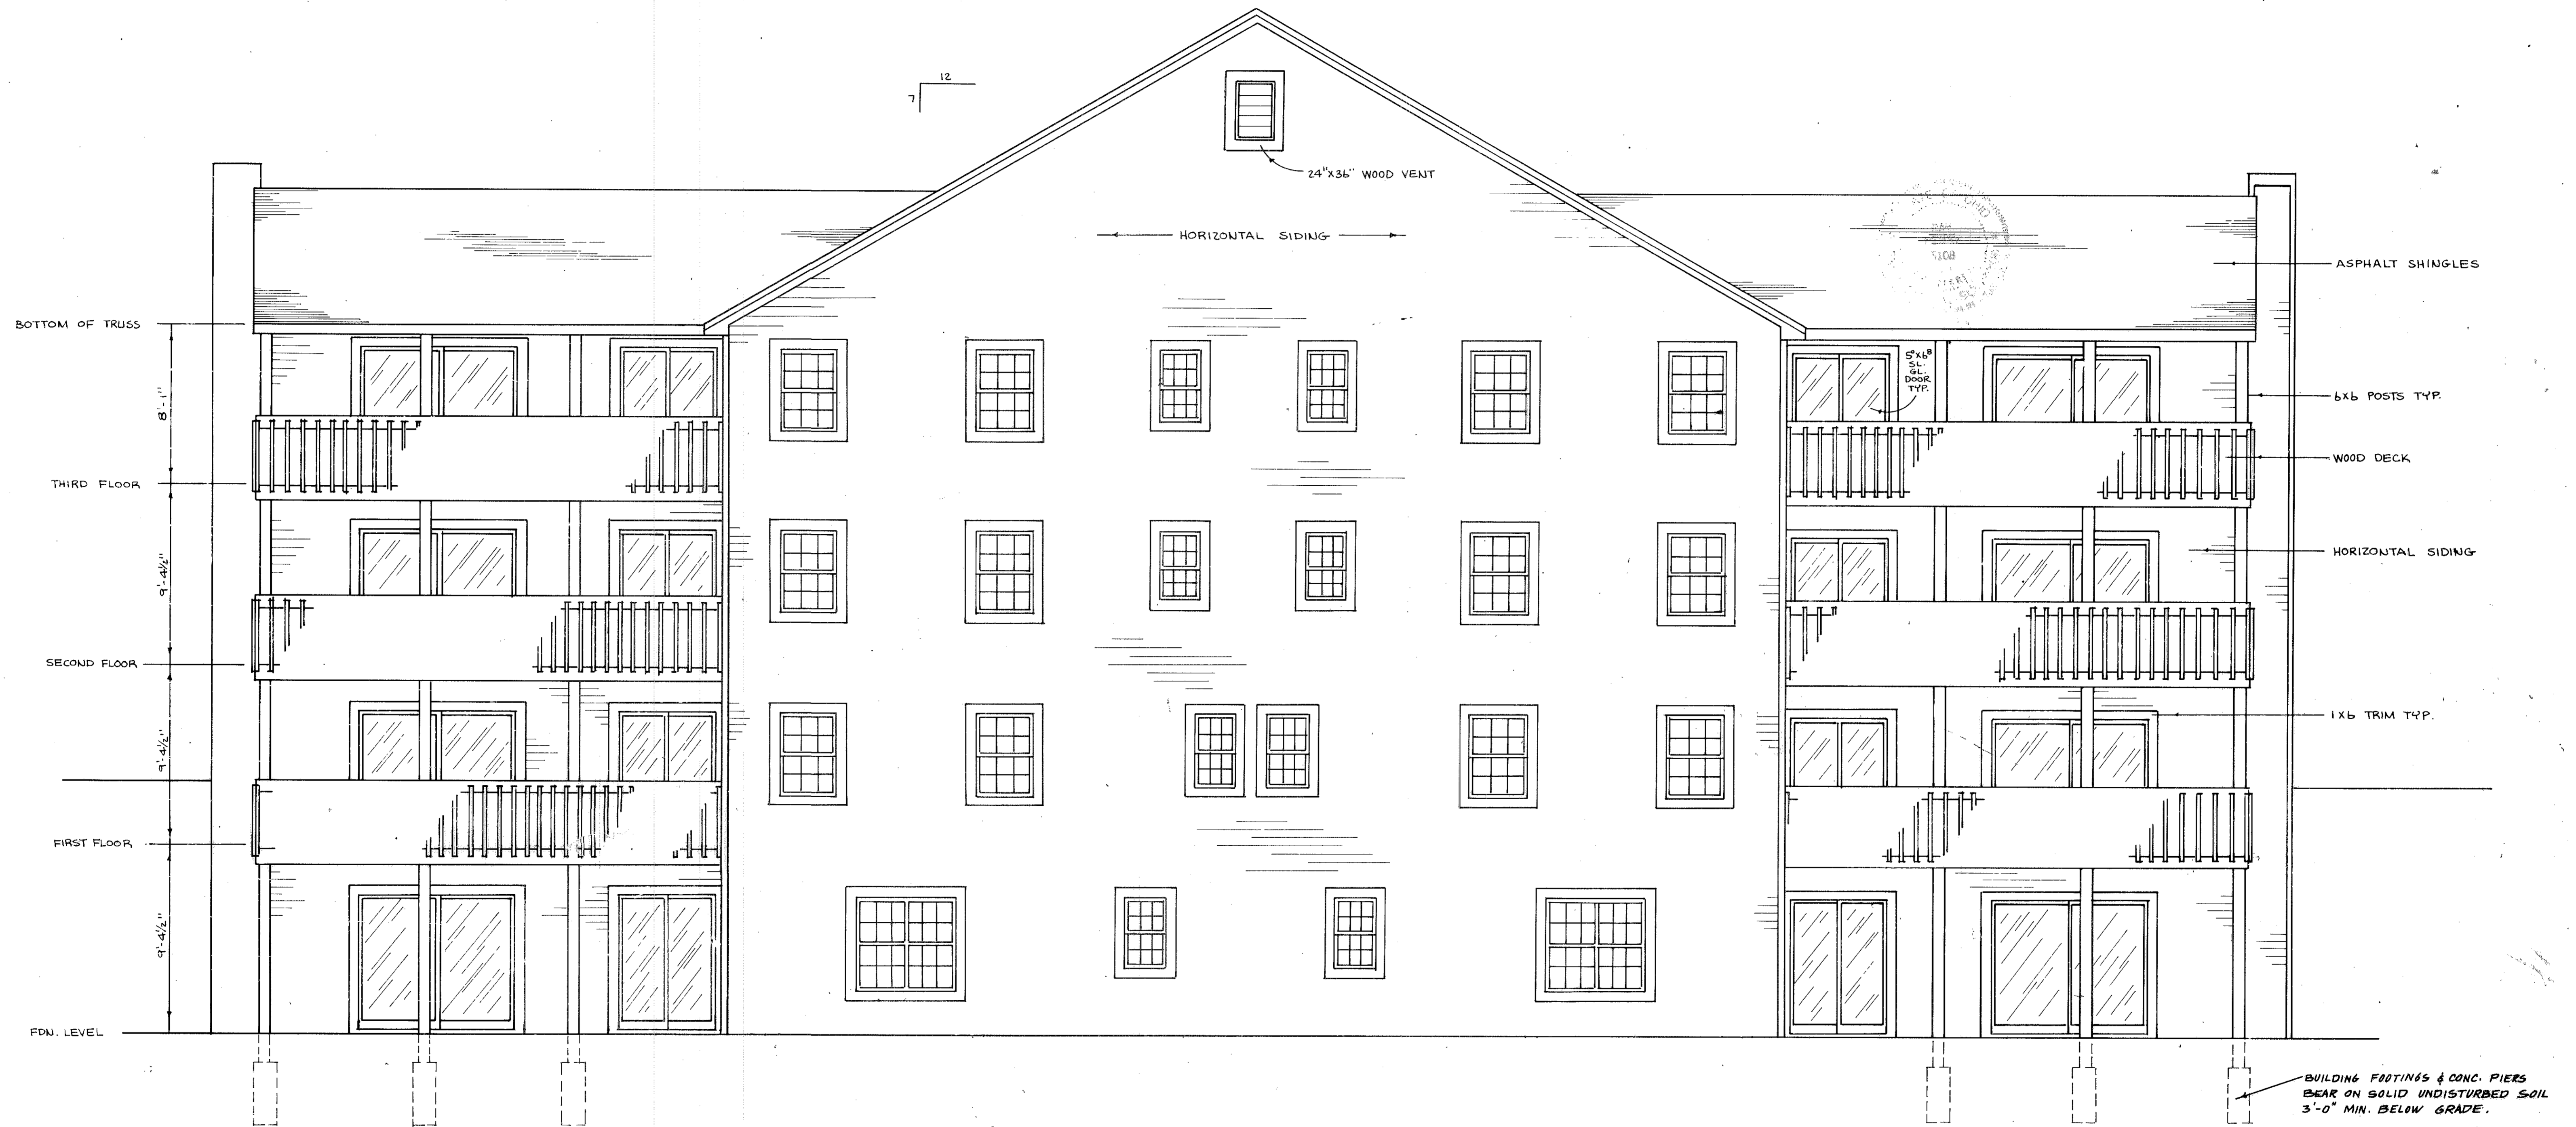 12
7
24"X36" WOOD VENT
HORIZONTAL SIDING
OHIO
5108
ASPHALT SHINGLES
BOTTOM OF TRUSS
5⁰X6⁸
SL.
GL.
DOOR
TYP.
8'-1"
6X6 POSTS TYP.
WOOD DECK
THIRD FLOOR
9'-4½"
HORIZONTAL SIDING
SECOND FLOOR
9'-4½"
1X6 TRIM TYP.
FIRST FLOOR
9'-4½"
FDN. LEVEL
BUILDING FOOTINGS & CONC. PIERS
BEAR ON SOLID UNDISTURBED SOIL
3'-0" MIN. BELOW GRADE.